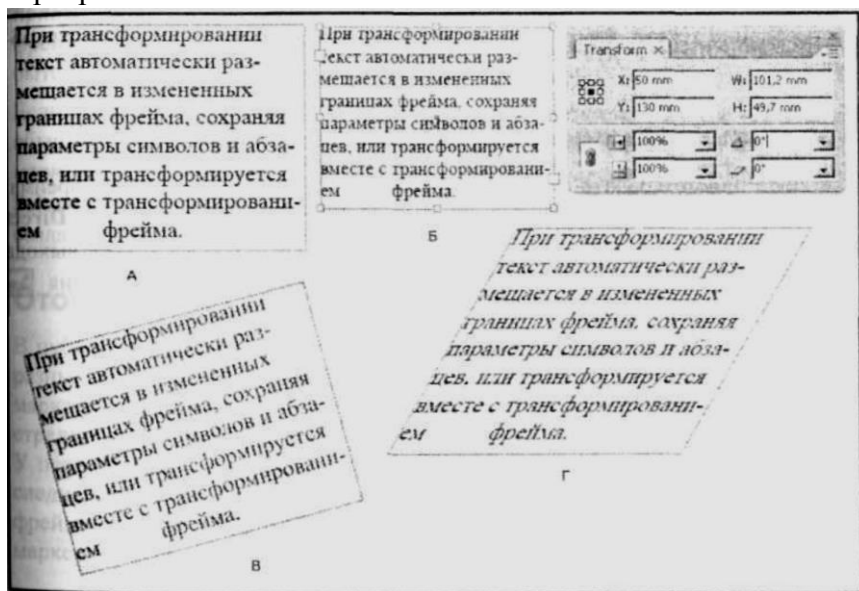 При трансформировании
текст автоматически раз-
мещается в измененных
границах фрейма, сохраняя
параметры символов и абза-
цев, или трансформируется
вместе с трансформировани-
ем фрейма.
А
При трансформировании
текст автоматически раз-
мещается в измененных
границах фрейма, сохраняя
параметры символов и абза-
цев, или трансформируется
вместе с трансформировани-
ем фрейма.
Б
Transform ×
X: 50 mm W: 101,2 mm
Y: 130 mm H: 49,7 mm
100% 0°
100% 0°
При трансформировании
текст автоматически раз-
мещается в измененных
границах фрейма, сохраняя
параметры символов и абза-
цев, или трансформируется
вместе с трансформировани-
ем фрейма.
В
При трансформировании
текст автоматически раз-
мещается в измененных
границах фрейма, сохраняя
параметры символов и абза-
цев, или трансформируется
вместе с трансформировани-
ем фрейма.
Г